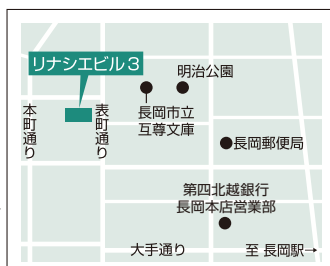 リナシエビル3
明治公園
本町通り
表町通り
長岡市立
互尊文庫
長岡郵便局
第四北越銀行
長岡本店営業部
大手通り
至 長岡駅→